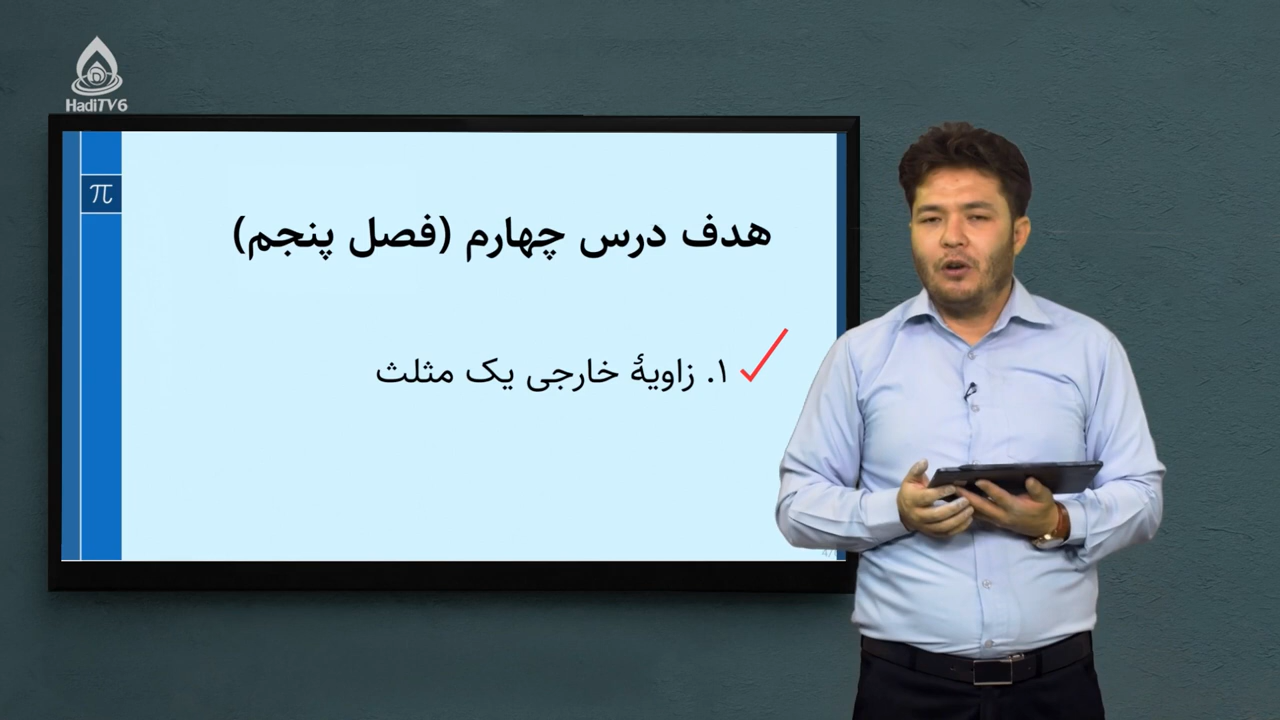 HadiTV6
π
هدف درس چهارم (فصل پنجم)
۱. زاویهٔ خارجی یک مثلث